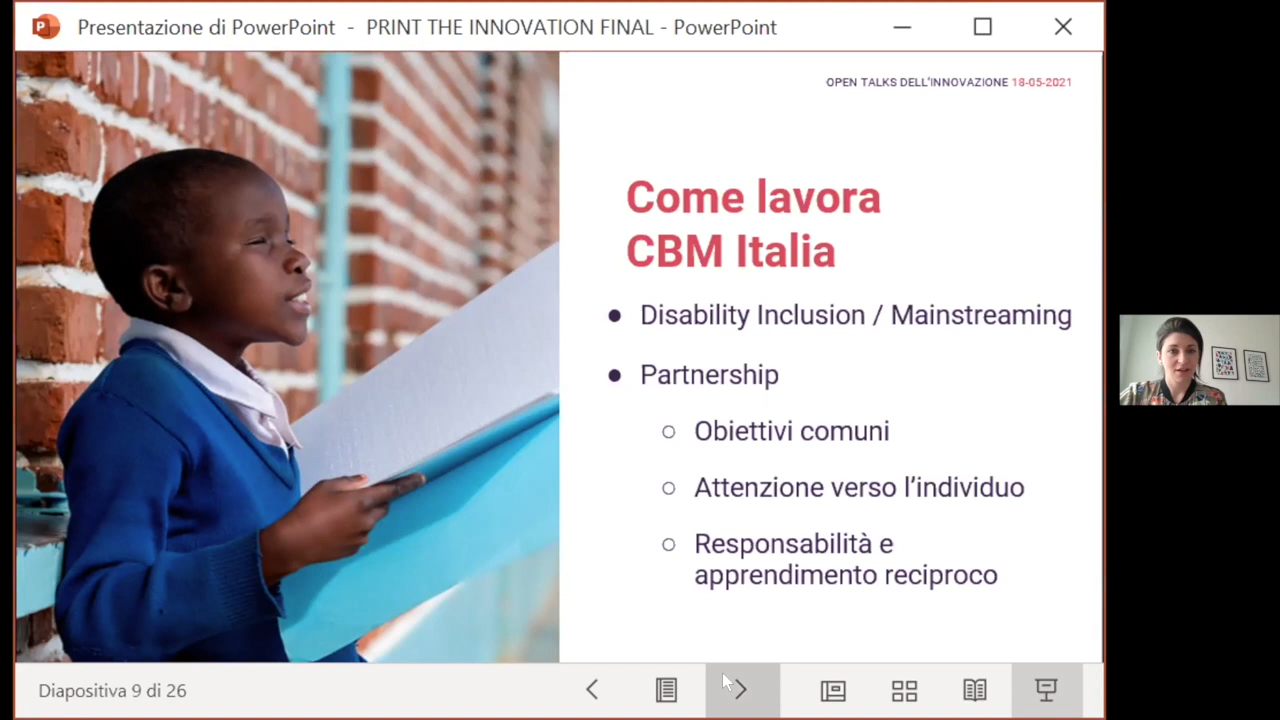 Presentazione di PowerPoint - PRINT THE INNOVATION FINAL - PowerPoint
OPEN TALKS DELL'INNOVAZIONE 18-05-2021
Come lavora
CBM Italia
● Disability Inclusion / Mainstreaming
● Partnership
○ Obiettivi comuni
○ Attenzione verso l'individuo
○ Responsabilità e
apprendimento reciproco
Diapositiva 9 di 26